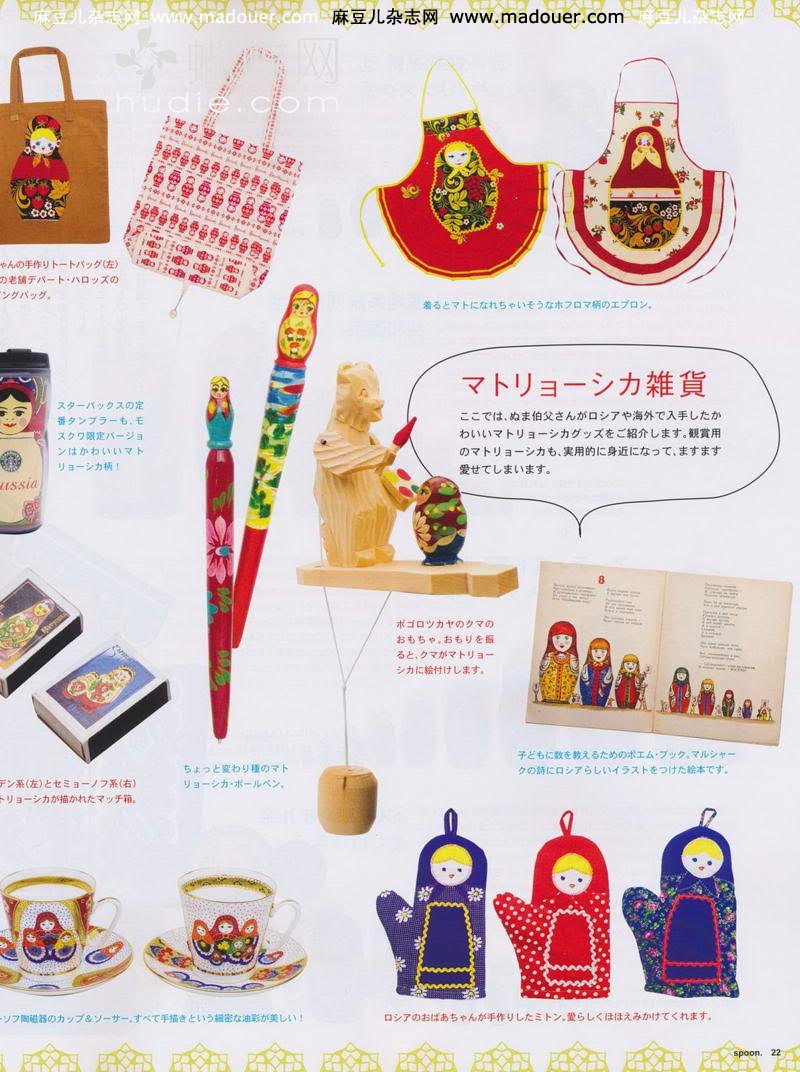 麻豆儿杂志网 www.madouer.com 麻豆儿杂志网 www.madouer.com 麻豆儿杂志网
hudie.com
ゃんの手作りトートバッグ(左)
の老舗デパート・ハロッズの
ングバッグ。
着るとマトになれちゃいそうなホフロマ柄のエプロン。
マトリョーシカ雑貨
ここでは、ぬま伯父さんがロシアや海外で入手したか
わいいマトリョーシカグッズをご紹介します。観賞用
のマトリョーシカも、実用的に身近になって、ますます
愛せてしまいます。
スターバックスの定
番タンブラーも、モ
スクワ限定バージョ
ンはかわいいマト
リョーシカ柄!
ussia
8
ボゴロツカヤのクマの
おもちゃ。おもりを振
ると、クマがマトリョー
シカに絵付けします。
デン系(左)とセミョーノフ系(右)
トリョーシカが描かれたマッチ箱。
ちょっと変わり種のマト
リョーシカ・ボールペン。
子どもに数を教えるためのポエム・ブック。マルシャー
クの詩にロシアらしいイラストをつけた絵本です。
ーソフ陶磁器のカップ&ソーサー。すべて手描きという細密な油彩が美しい!
ロシアのおばあちゃんが手作りしたミトン。愛らしくほほえみかけてくれます。
spoon. 22